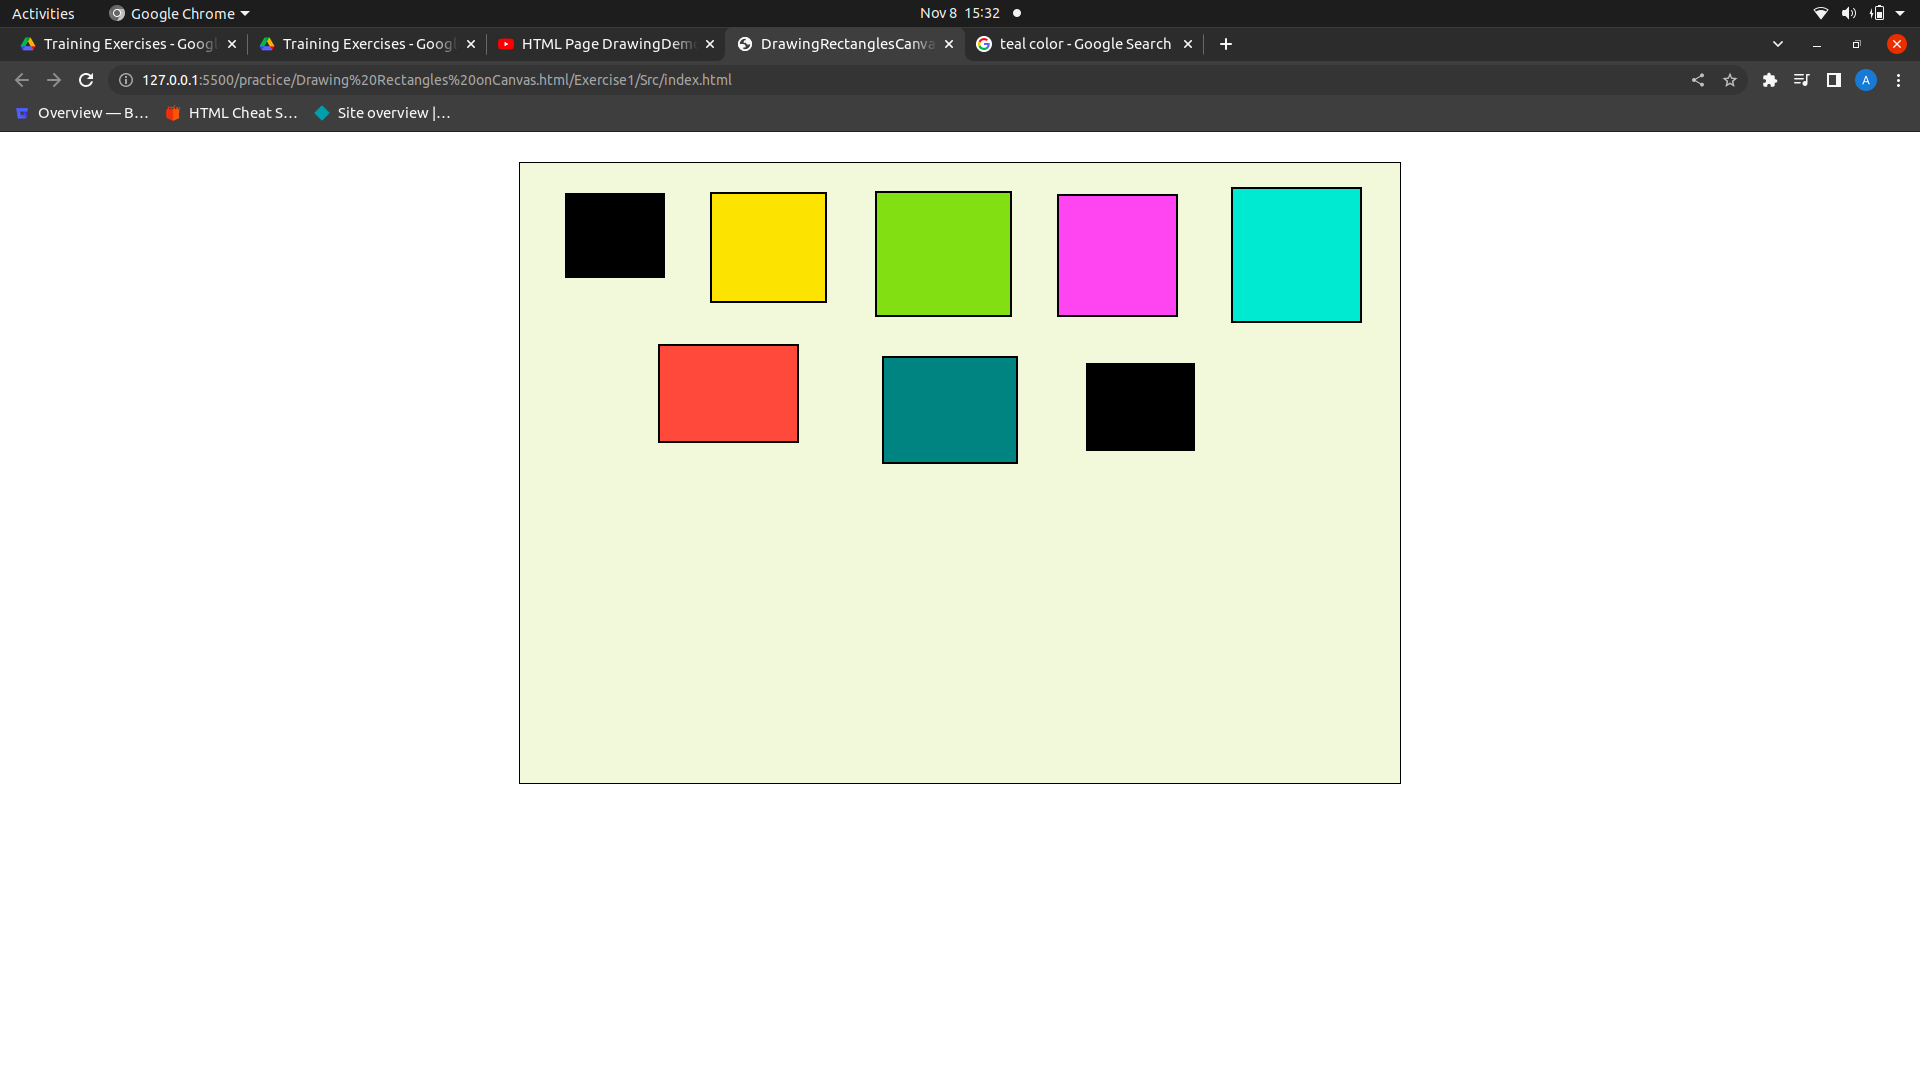 Activities Google Chrome Nov 8 15:32
Training Exercises - Googl Training Exercises - Googl HTML Page DrawingDem DrawingRectanglesCanva teal color - Google Search
127.0.0.1:5500/practice/Drawing%20Rectangles%20onCanvas.html/Exercise1/Src/index.html A
Overview — B... HTML Cheat S... Site overview |...